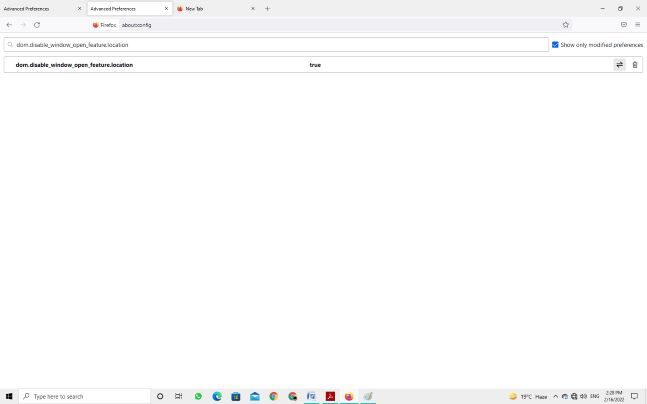 Advanced Preferences
Advanced Preferences
New Tab
Firefox
about:config
dom.disable_window_open_feature.location
Show only modified preferences
dom.disable_window_open_feature.location
true
Type here to search
19°C Haze
ENG
2:28 PM
2/16/2022